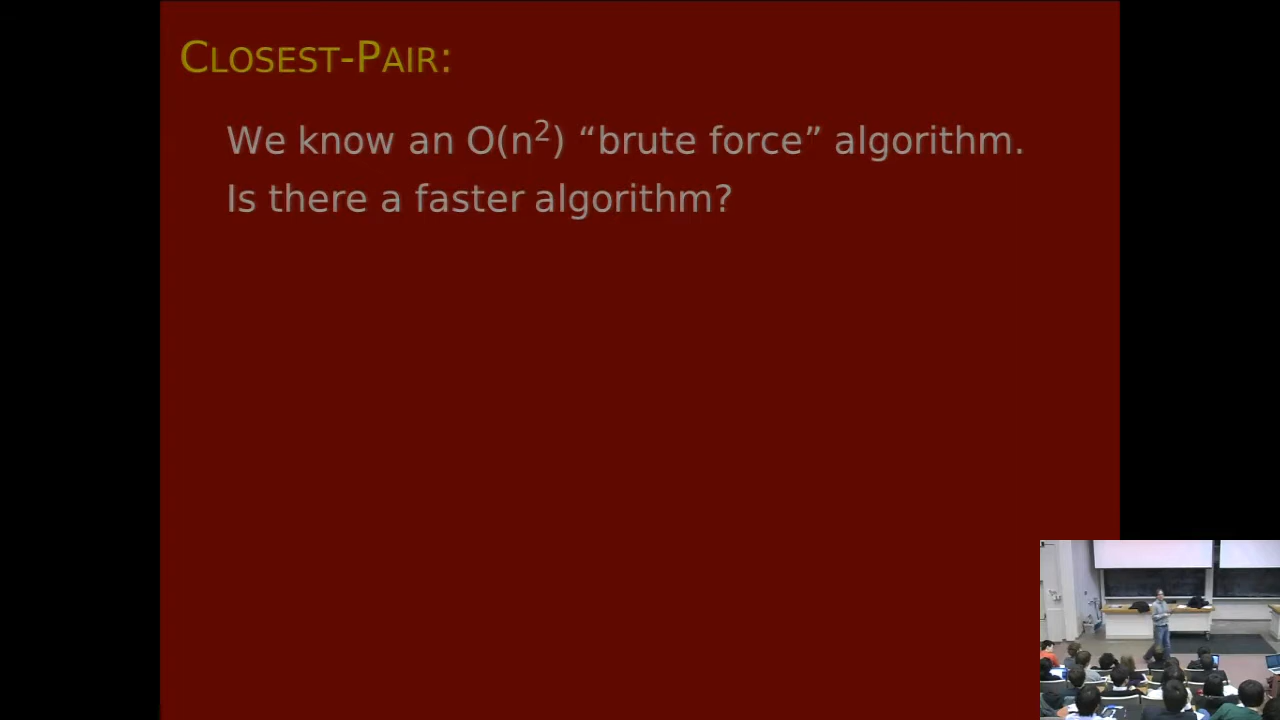 CLOSEST-PAIR:
We know an O(n²) “brute force” algorithm.
Is there a faster algorithm?